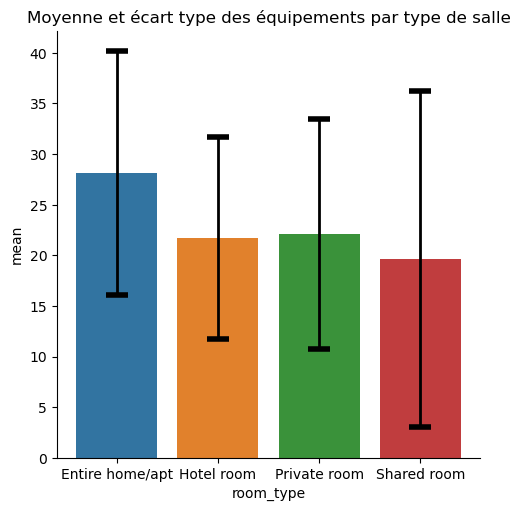 Moyenne et écart type des équipements par type de salle
40
35
30
25
20
15
10
5
0
mean
Entire home/apt Hotel room Private room Shared room
room_type